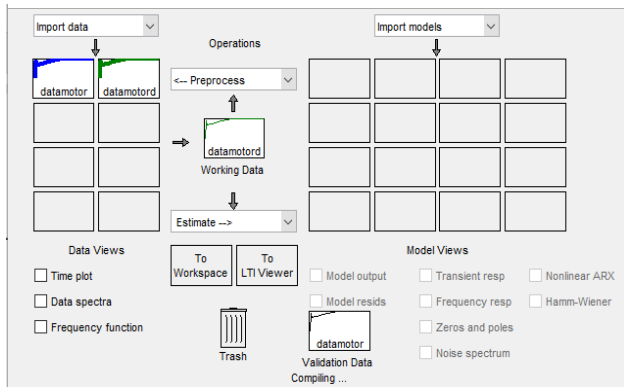 Import data
Import models
Operations
datamotor
datamotord
<-- Preprocess
datamotord
Working Data
Estimate -->
Data Views
Time plot
Data spectra
Frequency function
To
Workspace
To
LTI Viewer
Trash
Model Views
Model output
Transient resp
Nonlinear ARX
Model resids
Frequency resp
Hamm-Wiener
Zeros and poles
Noise spectrum
datamotor
Validation Data
Compiling ...